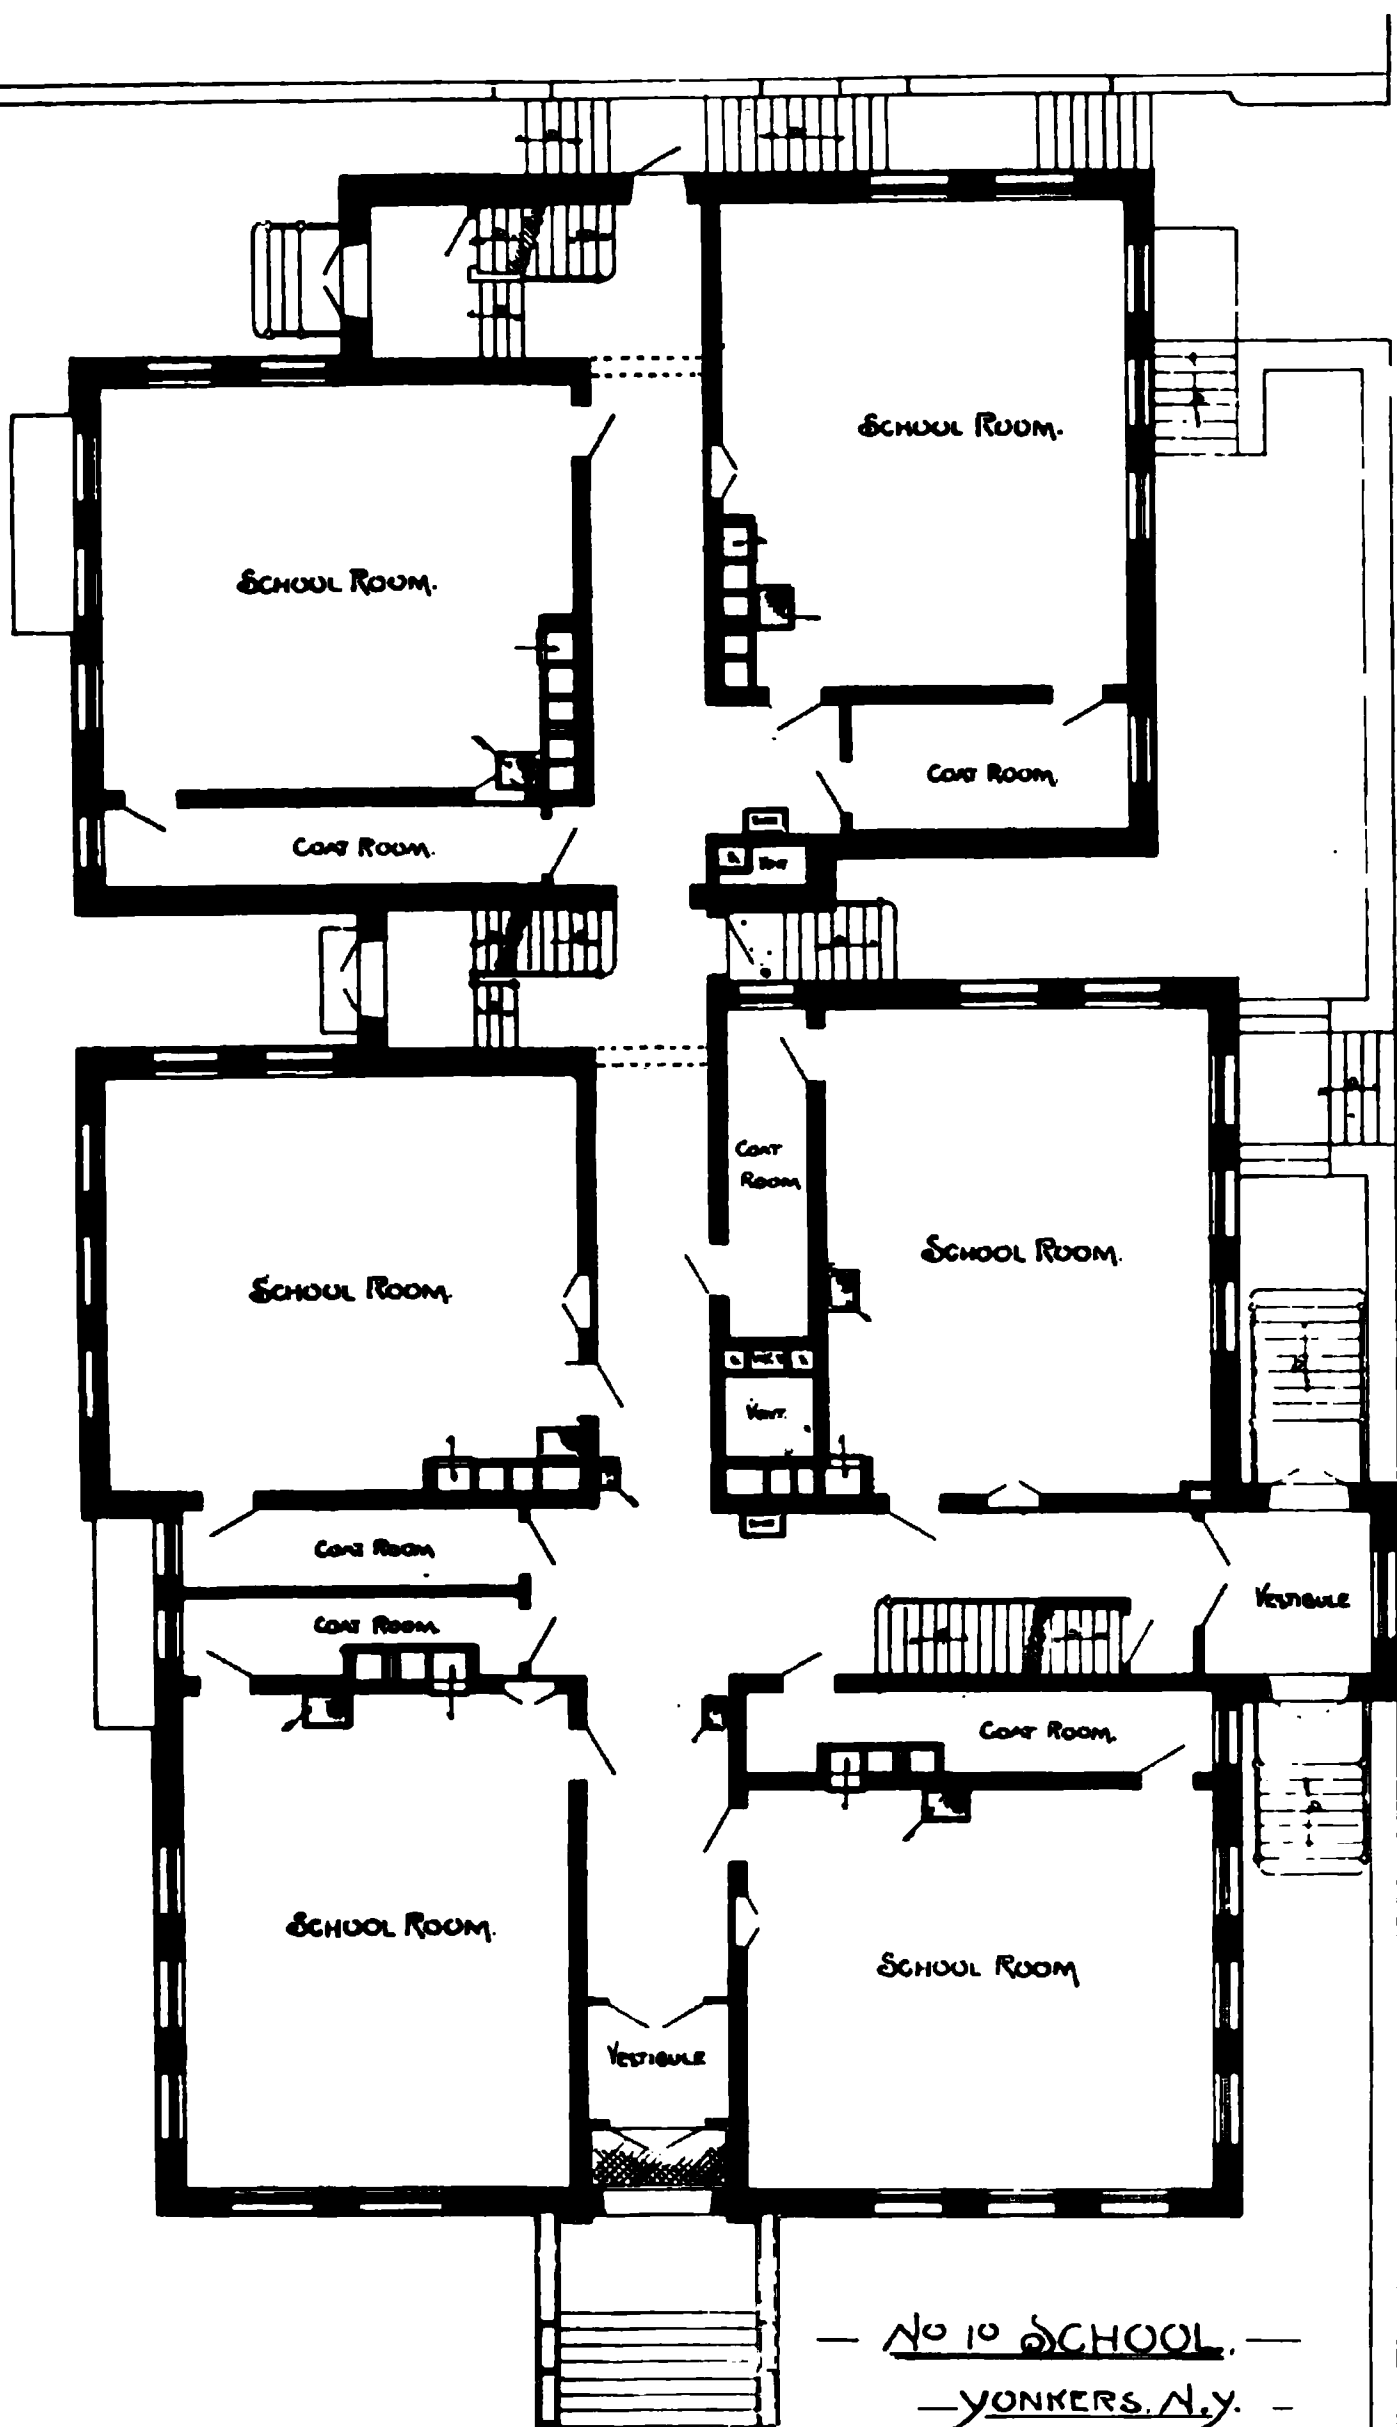 SCHOOL ROOM.
SCHOOL ROOM.
COAT ROOM.
COAT ROOM.
VENT
COAT
ROOM
SCHOOL ROOM.
SCHOOL ROOM.
VENT.
COAT ROOM
VESTIBULE
COAT ROOM.
COAT ROOM.
SCHOOL ROOM.
SCHOOL ROOM
VESTIBULE
— No 10 SCHOOL. —
— YONKERS. N.Y. —